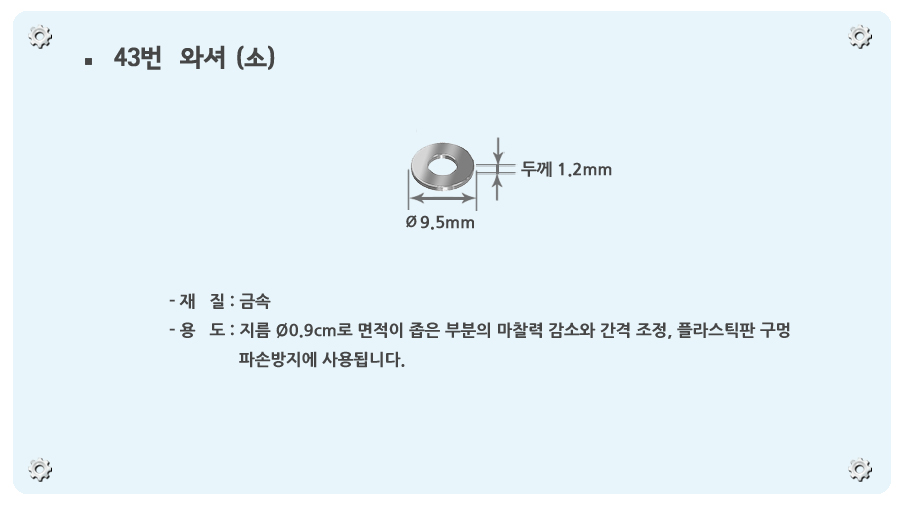 ▪ 43번 와셔 (소)
두께 1.2mm
Ø 9.5mm
- 재 질 : 금속
- 용 도 : 지름 Ø0.9cm로 면적이 좁은 부분의 마찰력 감소와 간격 조정, 플라스틱판 구멍
파손방지에 사용됩니다.